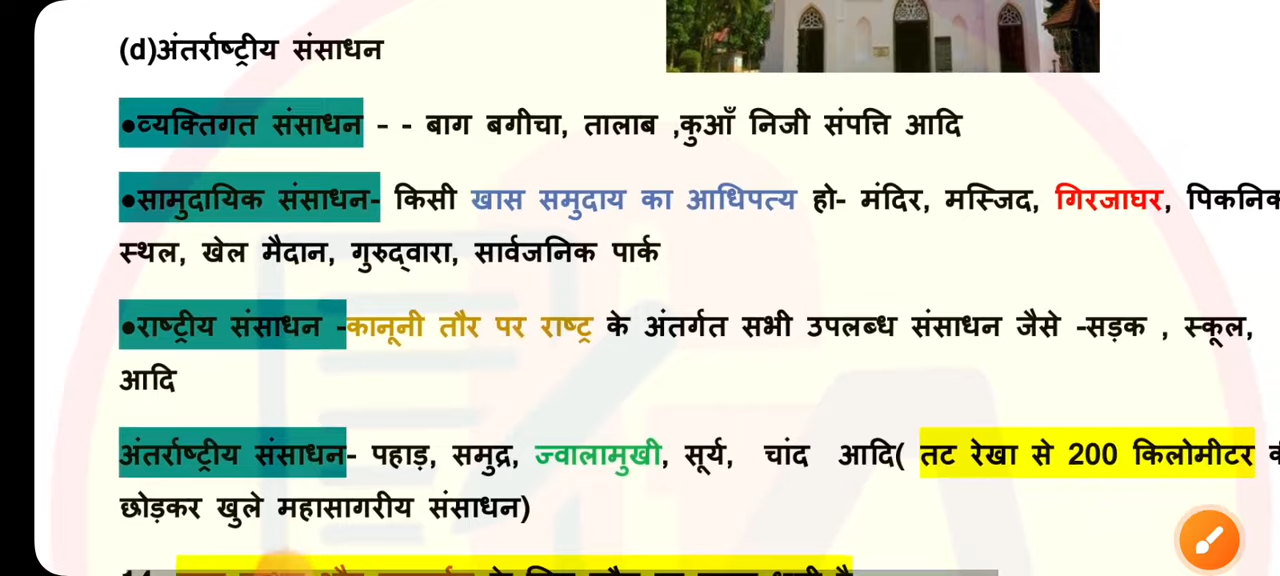 (d)अंतर्राष्ट्रीय संसाधन
●व्यक्तिगत संसाधन - - बाग बगीचा, तालाब ,कुआँ निजी संपत्ति आदि
●सामुदायिक संसाधन- किसी खास समुदाय का आधिपत्य हो- मंदिर, मस्जिद, गिरजाघर, पिकनिक
स्थल, खेल मैदान, गुरुद्वारा, सार्वजनिक पार्क
●राष्ट्रीय संसाधन -कानूनी तौर पर राष्ट्र के अंतर्गत सभी उपलब्ध संसाधन जैसे -सड़क , स्कूल,
आदि
अंतर्राष्ट्रीय संसाधन- पहाड़, समुद्र, ज्वालामुखी, सूर्य, चांद आदि( तट रेखा से 200 किलोमीटर
छोड़कर खुले महासागरीय संसाधन)